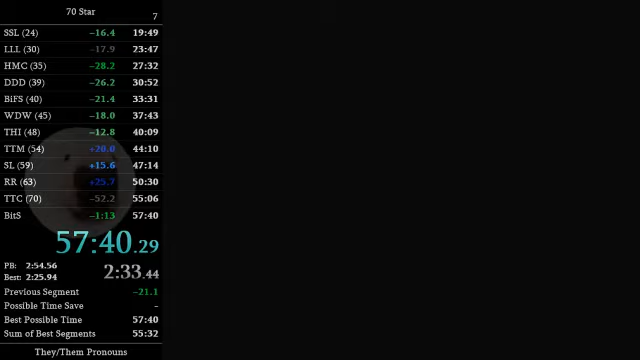 70 Star
7
SSL (24) −16.4 19:49
LLL (30) −17.9 23:47
HMC (35) −28.2 27:32
DDD (39) −26.2 30:52
BiFS (40) −21.4 33:31
WDW (45) −18.0 37:43
THI (48) −12.8 40:09
TTM (54) +20.0 44:10
SL (59) +15.6 47:14
RR (63) +25.7 50:30
TTC (70) −52.2 55:06
BitS −1:13 57:40
57:40.29
PB: 2:54.56
Best: 2:25.94
2:33.44
Previous Segment −21.1
Possible Time Save -
Best Possible Time 57:40
Sum of Best Segments 55:32
They/Them Pronouns